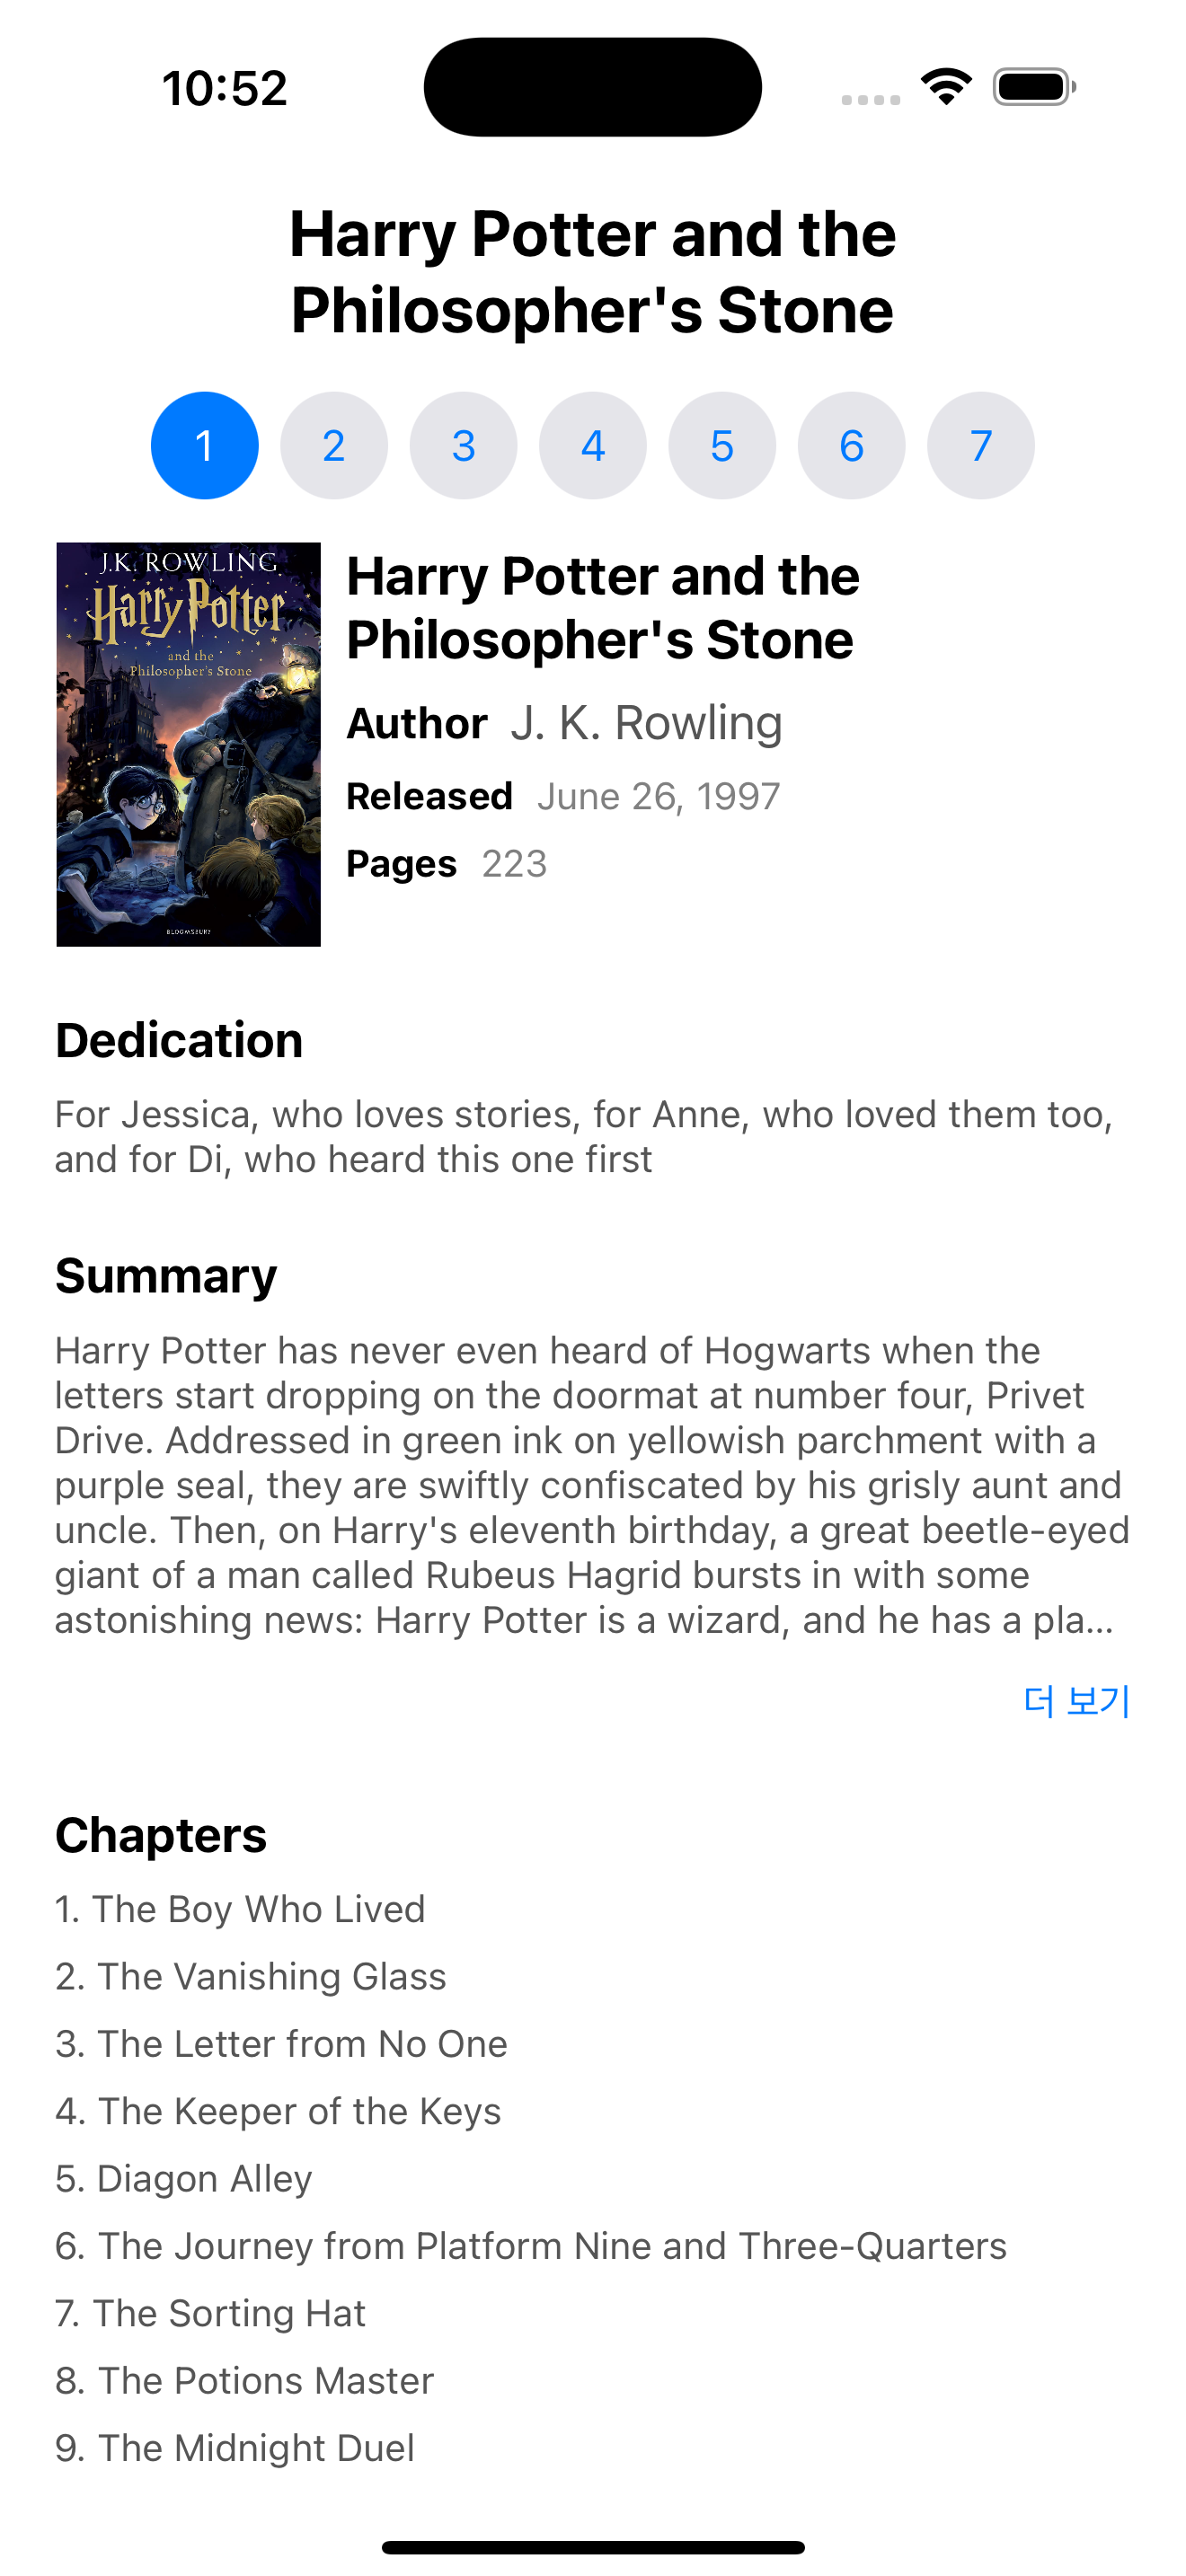 10:52
Harry Potter and the
Philosopher's Stone
1 2 3 4 5 6 7
J.K. ROWLING
Harry Potter
and the
Philosopher's Stone
BLOOMSBURY
Harry Potter and the
Philosopher's Stone
Author J. K. Rowling
Released June 26, 1997
Pages 223
Dedication
For Jessica, who loves stories, for Anne, who loved them too,
and for Di, who heard this one first
Summary
Harry Potter has never even heard of Hogwarts when the
letters start dropping on the doormat at number four, Privet
Drive. Addressed in green ink on yellowish parchment with a
purple seal, they are swiftly confiscated by his grisly aunt and
uncle. Then, on Harry's eleventh birthday, a great beetle-eyed
giant of a man called Rubeus Hagrid bursts in with some
astonishing news: Harry Potter is a wizard, and he has a pla...
더 보기
Chapters
1. The Boy Who Lived
2. The Vanishing Glass
3. The Letter from No One
4. The Keeper of the Keys
5. Diagon Alley
6. The Journey from Platform Nine and Three-Quarters
7. The Sorting Hat
8. The Potions Master
9. The Midnight Duel